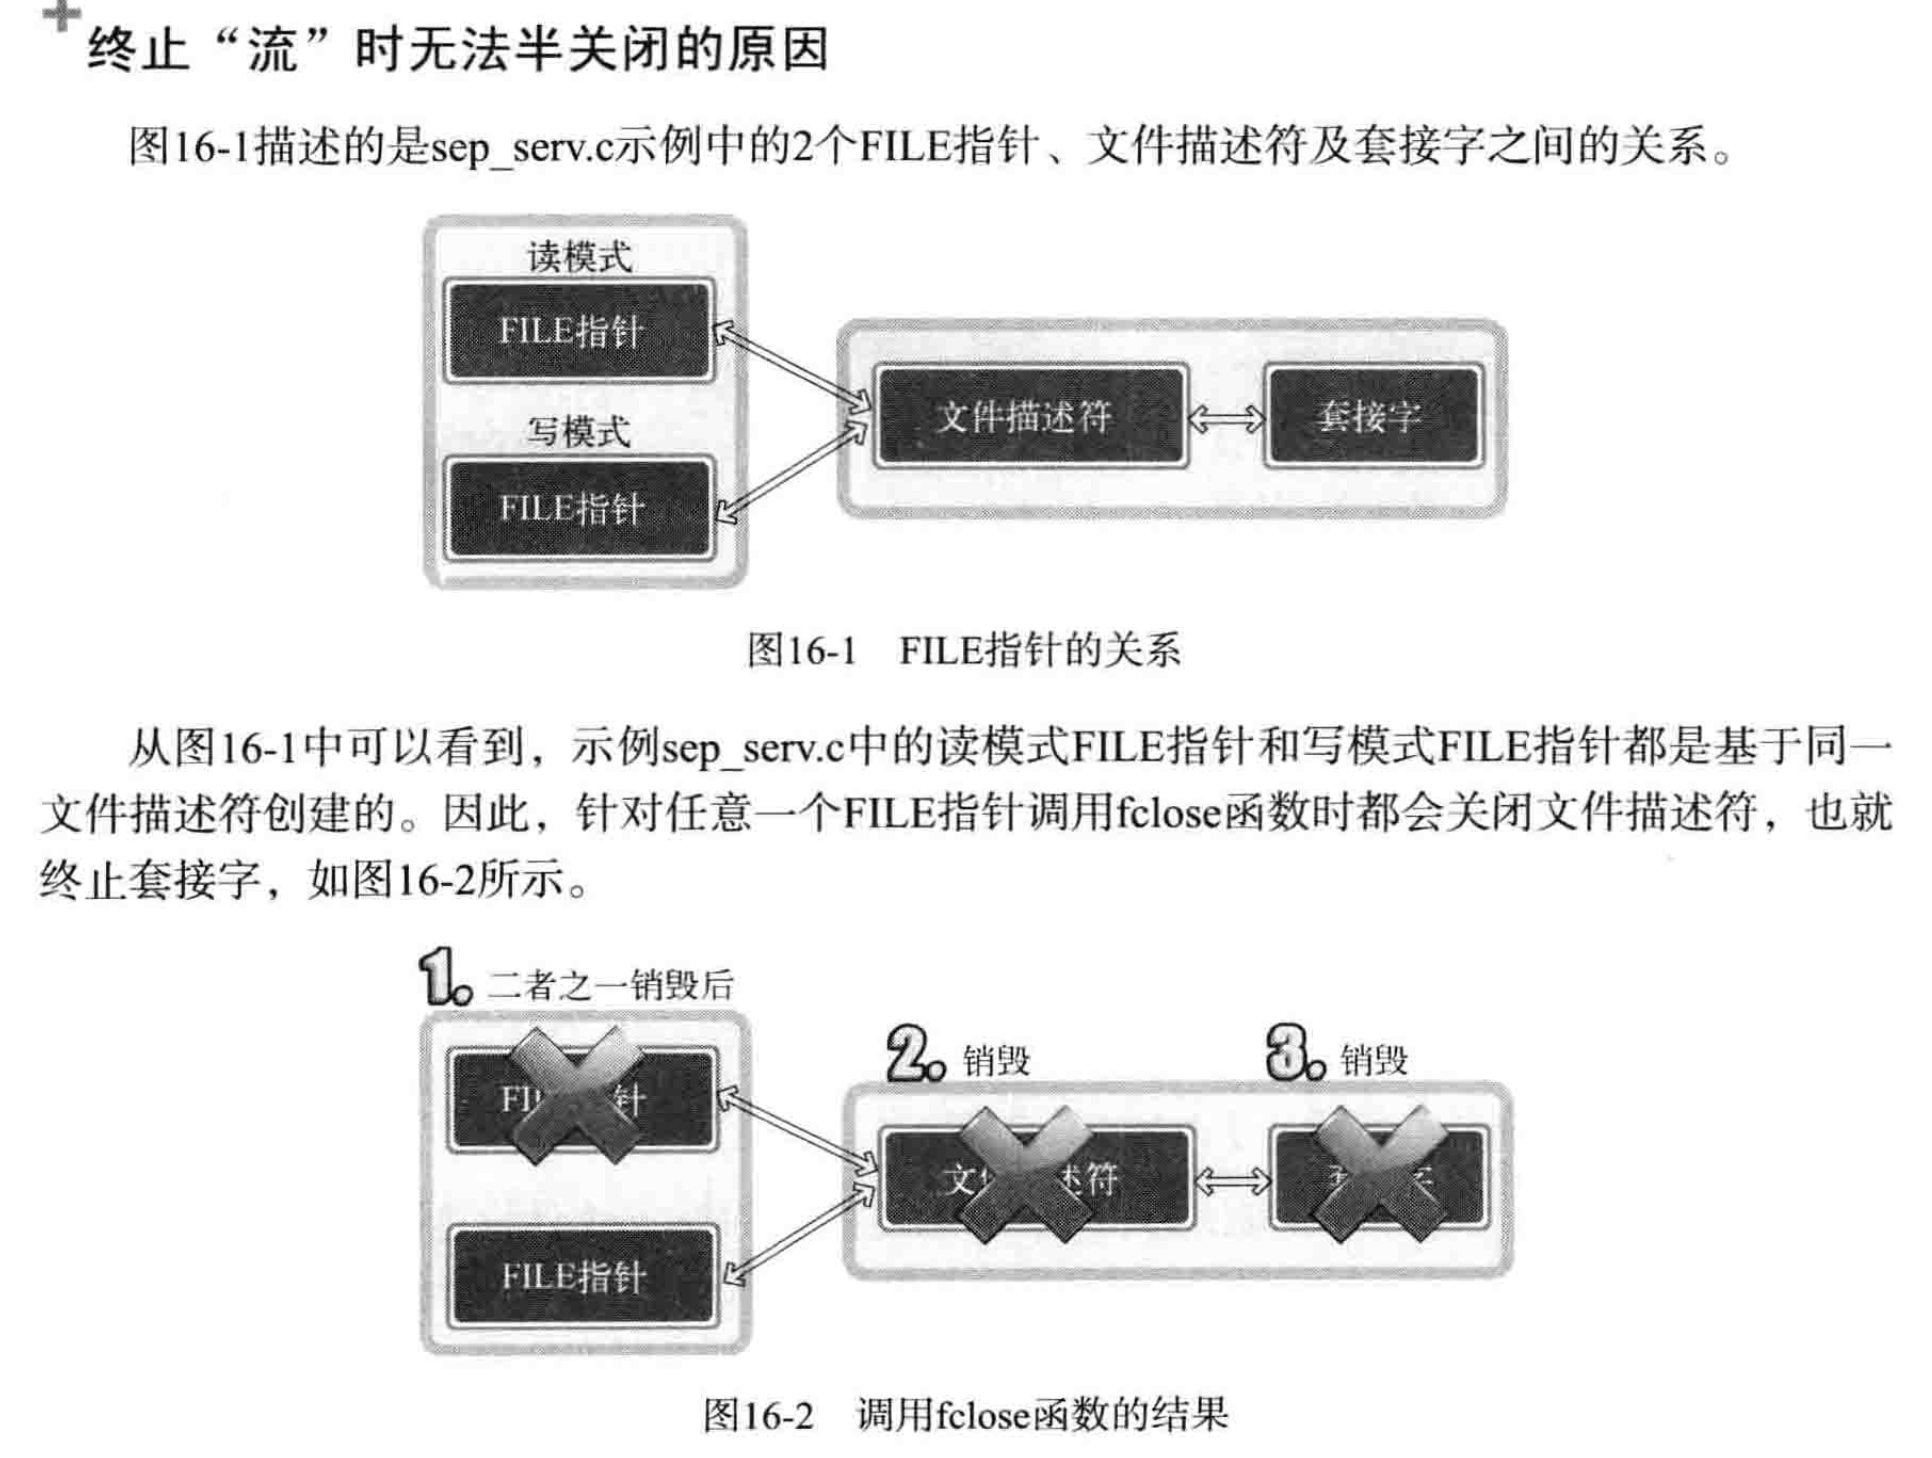 终止“流”时无法半关闭的原因
图16-1描述的是sep_serv.c示例中的2个FILE指针、文件描述符及套接字之间的关系。
读模式
FILE指针
写模式
FILE指针
文件描述符
套接字
图16-1 FILE指针的关系
从图16-1中可以看到，示例sep_serv.c中的读模式FILE指针和写模式FILE指针都是基于同一
文件描述符创建的。因此，针对任意一个FILE指针调用fclose函数时都会关闭文件描述符，也就
终止套接字，如图16-2所示。
1. 二者之一销毁后
FI 针
FILE指针
2. 销毁
文 述符
3. 销毁
图16-2 调用fclose函数的结果